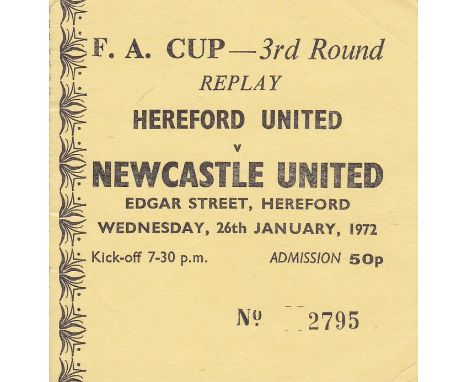 F. A. CUP — 3rd Round
REPLAY
HEREFORD UNITED
v
NEWCASTLE UNITED
EDGAR STREET, HEREFORD
WEDNESDAY, 26th JANUARY, 1972
Kick-off 7-30 p.m. ADMISSION 50p
No 2795